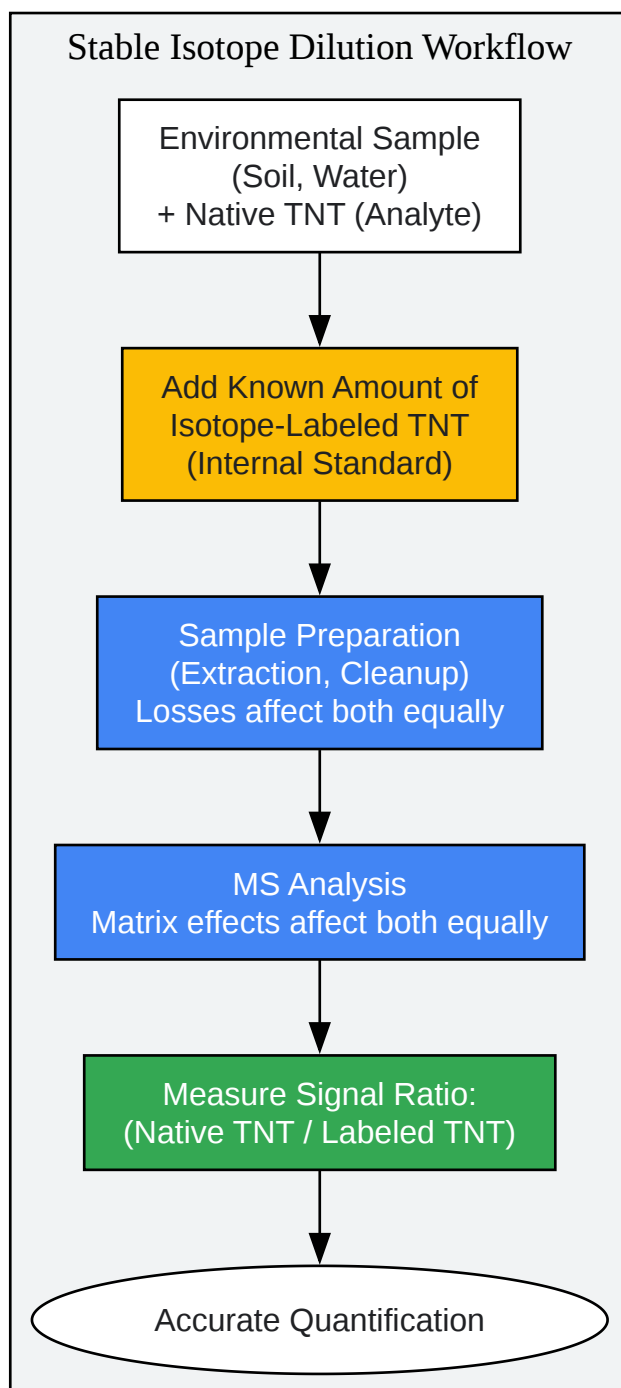 Stable Isotope Dilution Workflow
Environmental Sample
(Soil, Water)
+ Native TNT (Analyte)
Add Known Amount of
Isotope-Labeled TNT
(Internal Standard)
Sample Preparation
(Extraction, Cleanup)
Losses affect both equally
MS Analysis
Matrix effects affect both equally
Measure Signal Ratio:
(Native TNT / Labeled TNT)
Accurate Quantification